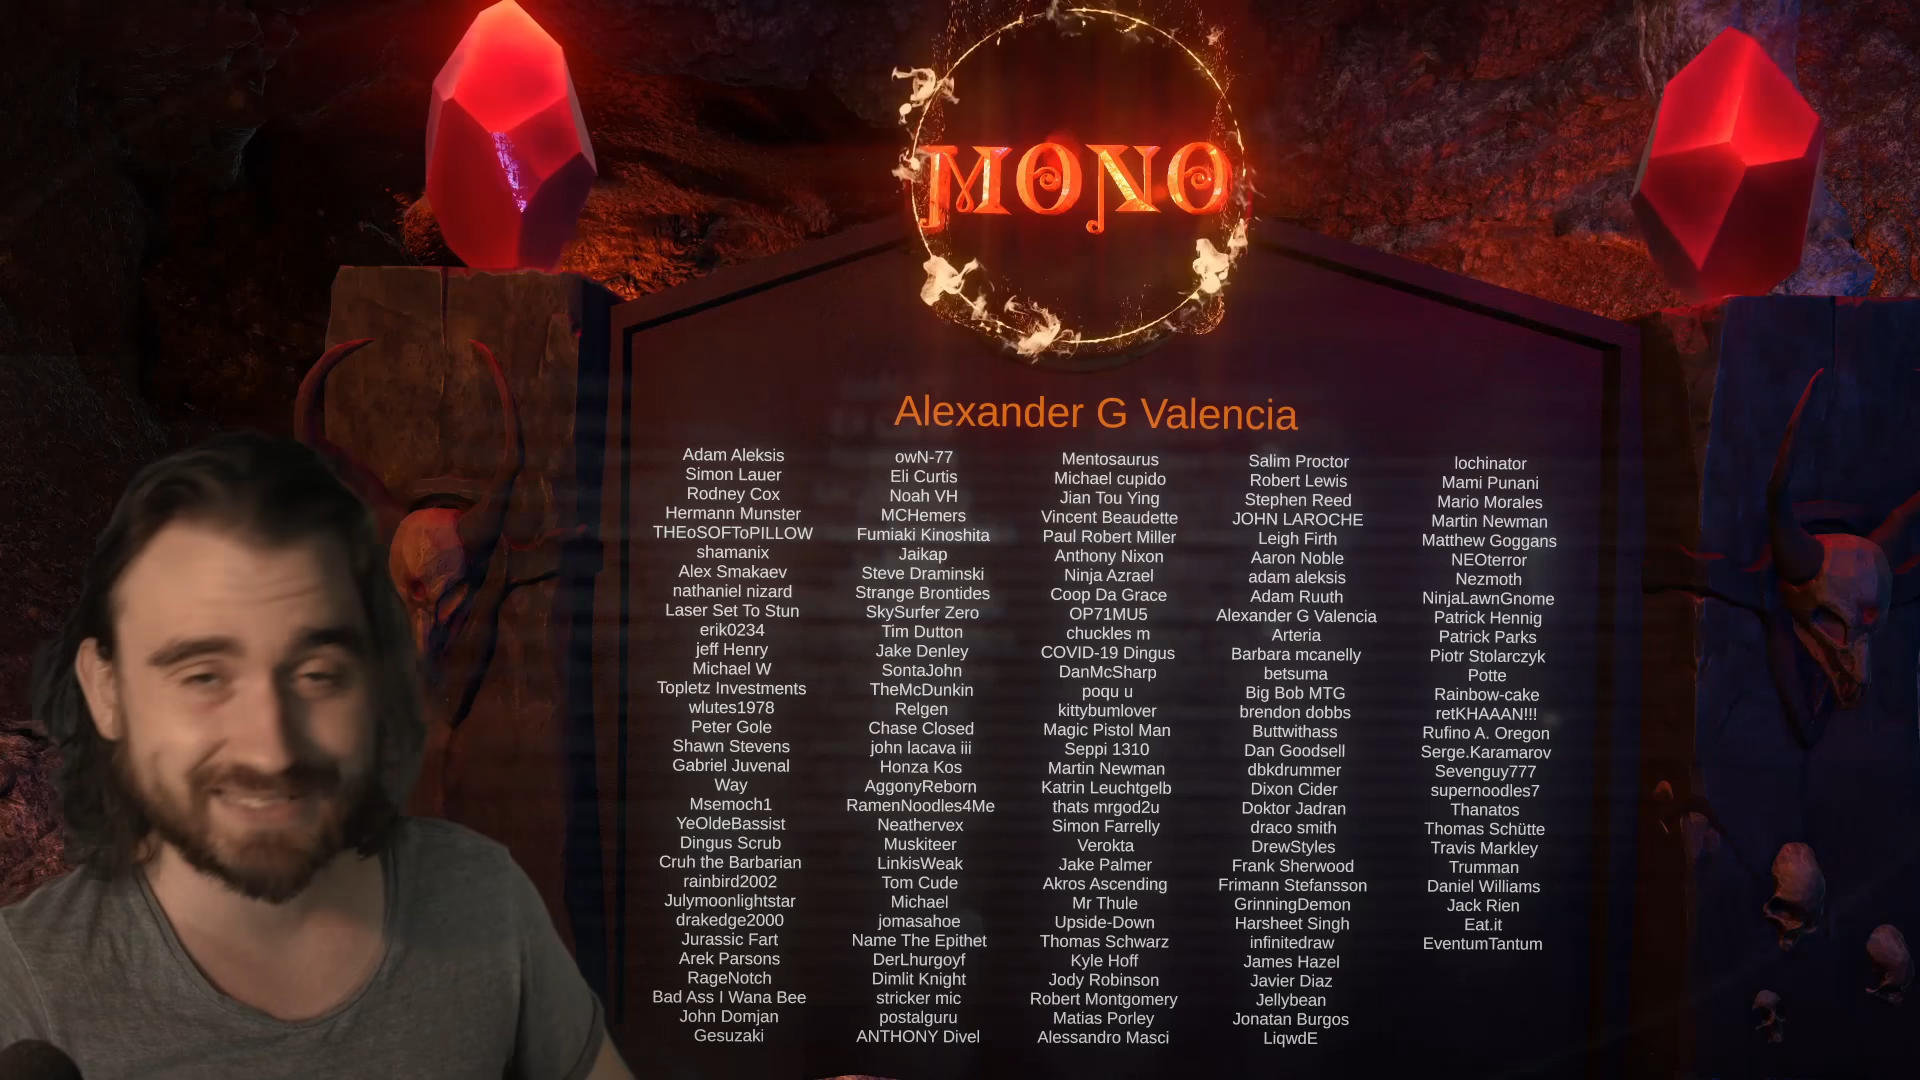 MONO
Alexander G Valencia
Adam Aleksis
Simon Lauer
Rodney Cox
Hermann Munster
THEoSOFToPILLOW
shamanix
Alex Smakaev
nathaniel nizard
Laser Set To Stun
erik0234
jeff Henry
Michael W
Topletz Investments
wlutes1978
Peter Gole
Shawn Stevens
Gabriel Juvenal
Way
Msemoch1
YeOldeBassist
Dingus Scrub
Cruh the Barbarian
rainbird2002
Julymoonlightstar
drakedge2000
Jurassic Fart
Arek Parsons
RageNotch
Bad Ass I Wana Bee
John Domjan
Gesuzaki
owN-77
Eli Curtis
Noah VH
MCHemers
Fumiaki Kinoshita
Jaikap
Steve Draminski
Strange Brontides
SkySurfer Zero
Tim Dutton
Jake Denley
SontaJohn
TheMcDunkin
Relgen
Chase Closed
john lacava iii
Honza Kos
AggonyReborn
RamenNoodles4Me
Neathervex
Muskiteer
LinkisWeak
Tom Cude
Michael
jomasahoe
Name The Epithet
DerLhurgoyf
Dimlit Knight
stricker mic
postalguru
ANTHONY Divel
Mentosaurus
Michael cupido
Jian Tou Ying
Vincent Beaudette
Paul Robert Miller
Anthony Nixon
Ninja Azrael
Coop Da Grace
OP71MU5
chuckles m
COVID-19 Dingus
DanMcSharp
poqu u
kittybumlover
Magic Pistol Man
Seppi 1310
Martin Newman
Katrin Leuchtgelb
thats mrgod2u
Simon Farrelly
Verokta
Jake Palmer
Akros Ascending
Mr Thule
Upside-Down
Thomas Schwarz
Kyle Hoff
Jody Robinson
Robert Montgomery
Matias Porley
Alessandro Masci
Salim Proctor
Robert Lewis
Stephen Reed
JOHN LAROCHE
Leigh Firth
Aaron Noble
adam aleksis
Adam Ruuth
Alexander G Valencia
Arteria
Barbara mcanelly
betsuma
Big Bob MTG
brendon dobbs
Buttwithass
Dan Goodsell
dbkdrummer
Dixon Cider
Doktor Jadran
draco smith
DrewStyles
Frank Sherwood
Frimann Stefansson
GrinningDemon
Harsheet Singh
infinitedraw
James Hazel
Javier Diaz
Jellybean
Jonatan Burgos
LiqwdE
lochinator
Mami Punani
Mario Morales
Martin Newman
Matthew Goggans
NEOterror
Nezmoth
NinjaLawnGnome
Patrick Hennig
Patrick Parks
Piotr Stolarczyk
Potte
Rainbow-cake
retKHAAAN!!!
Rufino A. Oregon
Serge.Karamarov
Sevenguy777
supernoodles7
Thanatos
Thomas Schütte
Travis Markley
Trumman
Daniel Williams
Jack Rien
Eat.it
EventumTantum